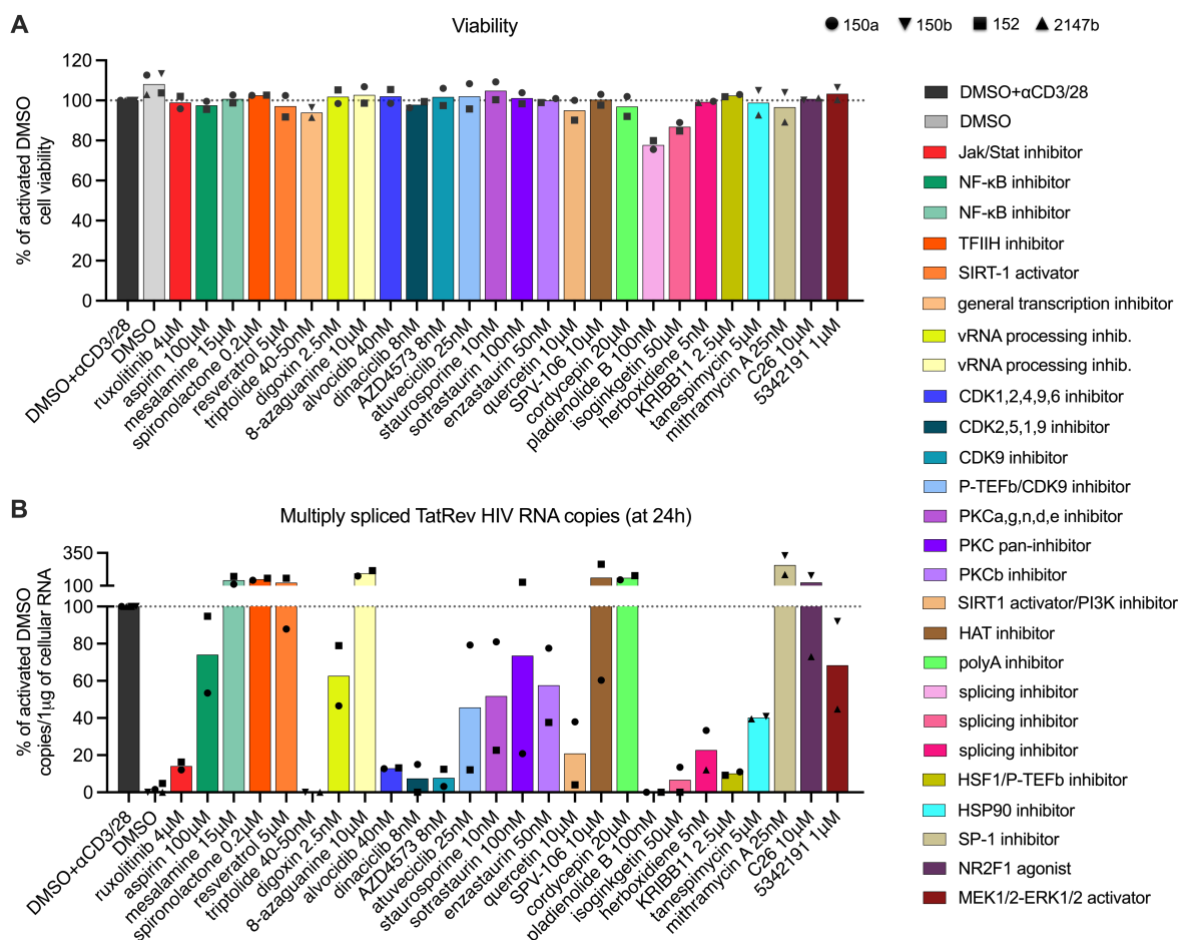 A
Viability
150a
150b
152
2147b
% of activated DMSO
cell viability
120
100
80
60
40
20
0
DMSO+αCD3/28
DMSO
ruxolitinib 4μM
aspirin 100μM
mesalamine 15μM
spironolactone 0.2μM
resveratrol 5μM
triptolide 40-50nM
digoxin 2.5nM
8-azaguanine 10μM
alvocidib 40nM
dinaciclib 8nM
AZD4573 8nM
atuveciclib 25nM
staurosporine 10nM
sotrastaurin 100nM
enzastaurin 50nM
quercetin 10μM
SPV-106 10μM
cordycepin 20μM
pladienolide B 100nM
isoginkgetin 50μM
herboxidiene 5nM
KRIBB11 2.5μM
tanespimycin 5μM
mithramycin A 25nM
C26 10μM
5342191 1μM
B
Multiply spliced TatRev HIV RNA copies (at 24h)
% of activated DMSO
copies/1μg of cellular RNA
350
100
100
80
60
40
20
0
DMSO+αCD3/28
DMSO
ruxolitinib 4μM
aspirin 100μM
mesalamine 15μM
spironolactone 0.2μM
resveratrol 5μM
triptolide 40-50nM
digoxin 2.5nM
8-azaguanine 10μM
alvocidib 40nM
dinaciclib 8nM
AZD4573 8nM
atuveciclib 25nM
staurosporine 10nM
sotrastaurin 100nM
enzastaurin 50nM
quercetin 10μM
SPV-106 10μM
cordycepin 20μM
pladienolide B 100nM
isoginkgetin 50μM
herboxidiene 5nM
KRIBB11 2.5μM
tanespimycin 5μM
mithramycin A 25nM
C26 10μM
5342191 1μM
DMSO+αCD3/28
DMSO
Jak/Stat inhibitor
NF-κB inhibitor
NF-κB inhibitor
TFIIH inhibitor
SIRT-1 activator
general transcription inhibitor
vRNA processing inhib.
vRNA processing inhib.
CDK1,2,4,9,6 inhibitor
CDK2,5,1,9 inhibitor
CDK9 inhibitor
P-TEFb/CDK9 inhibitor
PKCa,g,n,d,e inhibitor
PKC pan-inhibitor
PKCb inhibitor
SIRT1 activator/PI3K inhibitor
HAT inhibitor
polyA inhibitor
splicing inhibitor
splicing inhibitor
splicing inhibitor
HSF1/P-TEFb inhibitor
HSP90 inhibitor
SP-1 inhibitor
NR2F1 agonist
MEK1/2-ERK1/2 activator